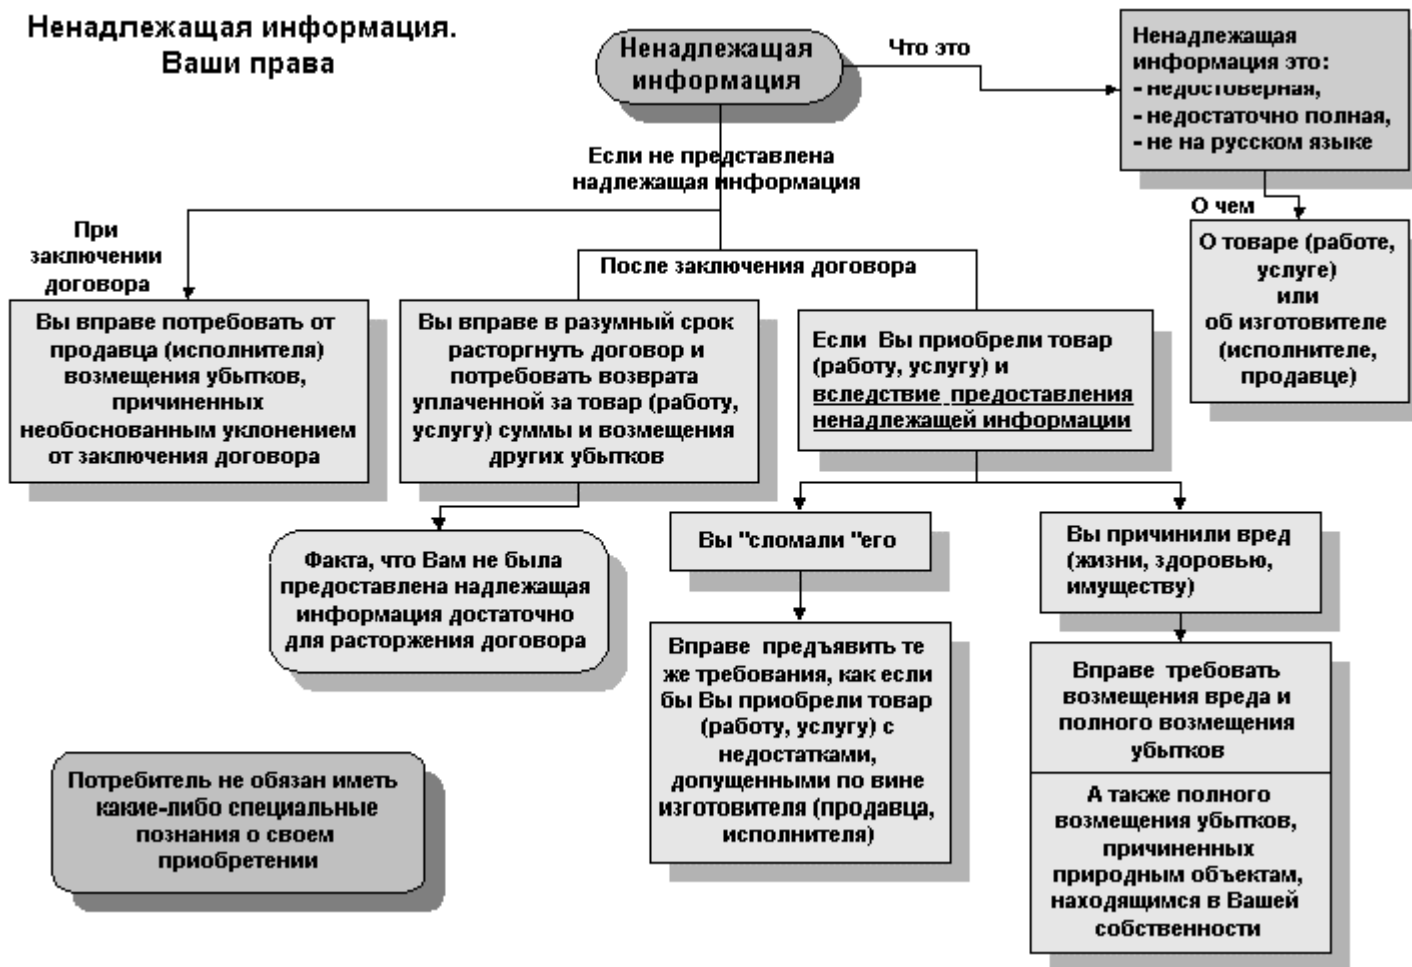 Ненадлежащая информация.
Ваши права
Ненадлежащая
информация
Что это
Ненадлежащая
информация это:
- недостоверная,
- недостаточно полная,
- не на русском языке
О чем
О товаре (работе,
услуге)
или
об изготовителе
(исполнителе,
продавце)
Если не представлена
надлежащая информация
При
заключении
договора
Вы вправе потребовать от
продавца (исполнителя)
возмещения убытков,
причиненных
необоснованным уклонением
от заключения договора
После заключения договора
Вы вправе в разумный срок
расторгнуть договор и
потребовать возврата
уплаченной за товар (работу,
услугу) суммы и возмещения
других убытков
Факта, что Вам не была
предоставлена надлежащая
информация достаточно
для расторжения договора
Если Вы приобрели товар
(работу, услугу) и
вследствие предоставления
ненадлежащей информации
Вы "сломали "его
Вправе предъявить те
же требования, как если
бы Вы приобрели товар
(работу, услугу) с
недостатками,
допущенными по вине
изготовителя (продавца,
исполнителя)
Вы причинили вред
(жизни, здоровью,
имуществу)
Вправе требовать
возмещения вреда и
полного возмещения
убытков
А также полного
возмещения убытков,
причиненных
природным объектам,
находящимся в Вашей
собственности
Потребитель не обязан иметь
какие-либо специальные
познания о своем
приобретении